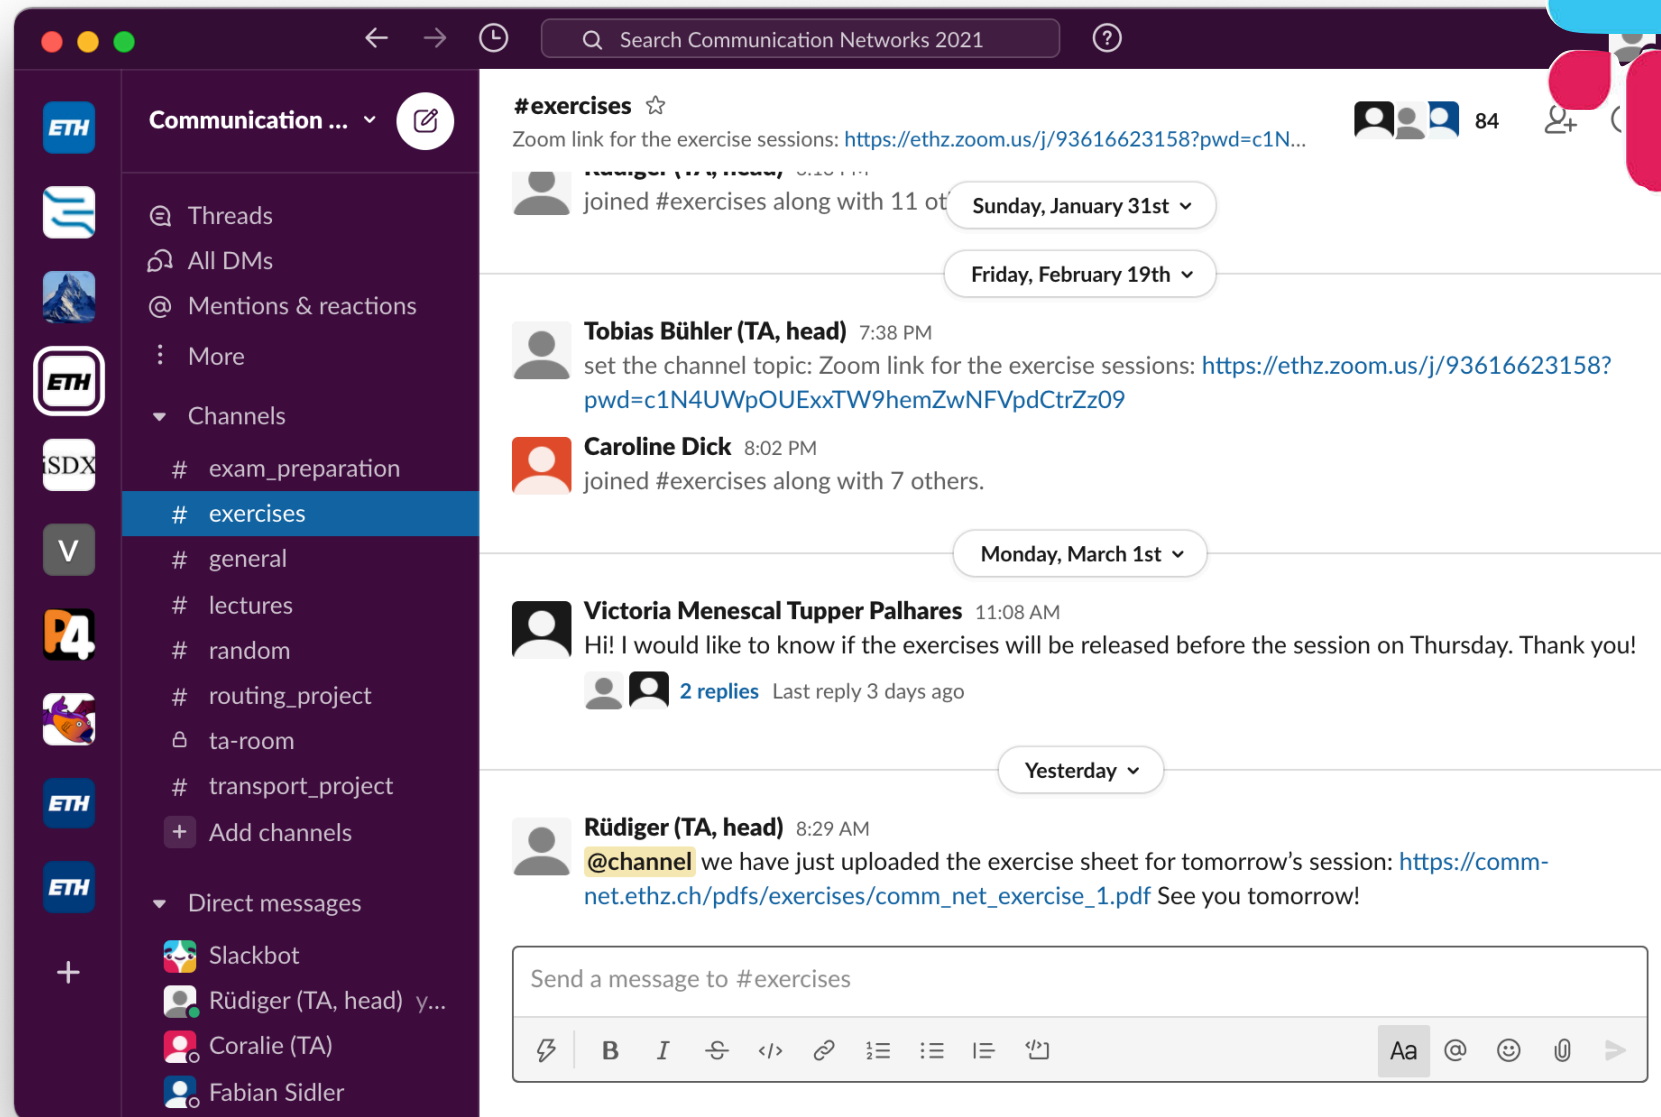 Search Communication Networks 2021
ETH
Communication ...
#exercises
Zoom link for the exercise sessions: https://ethz.zoom.us/j/93616623158?pwd=c1N...
84
Rüdiger (TA, head)
joined #exercises along with 11
Sunday, January 31st
Threads
All DMs
Mentions & reactions
More
Friday, February 19th
Tobias Bühler (TA, head) 7:38 PM
set the channel topic: Zoom link for the exercise sessions: https://ethz.zoom.us/j/93616623158?
pwd=c1N4UWpOUExxTW9hemZwNFVpdCtrZz09
ETH
Channels
Caroline Dick 8:02 PM
joined #exercises along with 7 others.
iSDX
# exam_preparation
# exercises
# general
# lectures
# random
# routing_project
ta-room
# transport_project
+ Add channels
V
P4
Monday, March 1st
Victoria Menescal Tupper Palhares 11:08 AM
Hi! I would like to know if the exercises will be released before the session on Thursday. Thank you!
2 replies Last reply 3 days ago
Yesterday
ETH
Rüdiger (TA, head) 8:29 AM
@channel we have just uploaded the exercise sheet for tomorrow's session: https://comm-
net.ethz.ch/pdfs/exercises/comm_net_exercise_1.pdf See you tomorrow!
ETH
Direct messages
Slackbot
Rüdiger (TA, head) y...
Coralie (TA)
Fabian Sidler
Send a message to #exercises
B I S </> Aa @